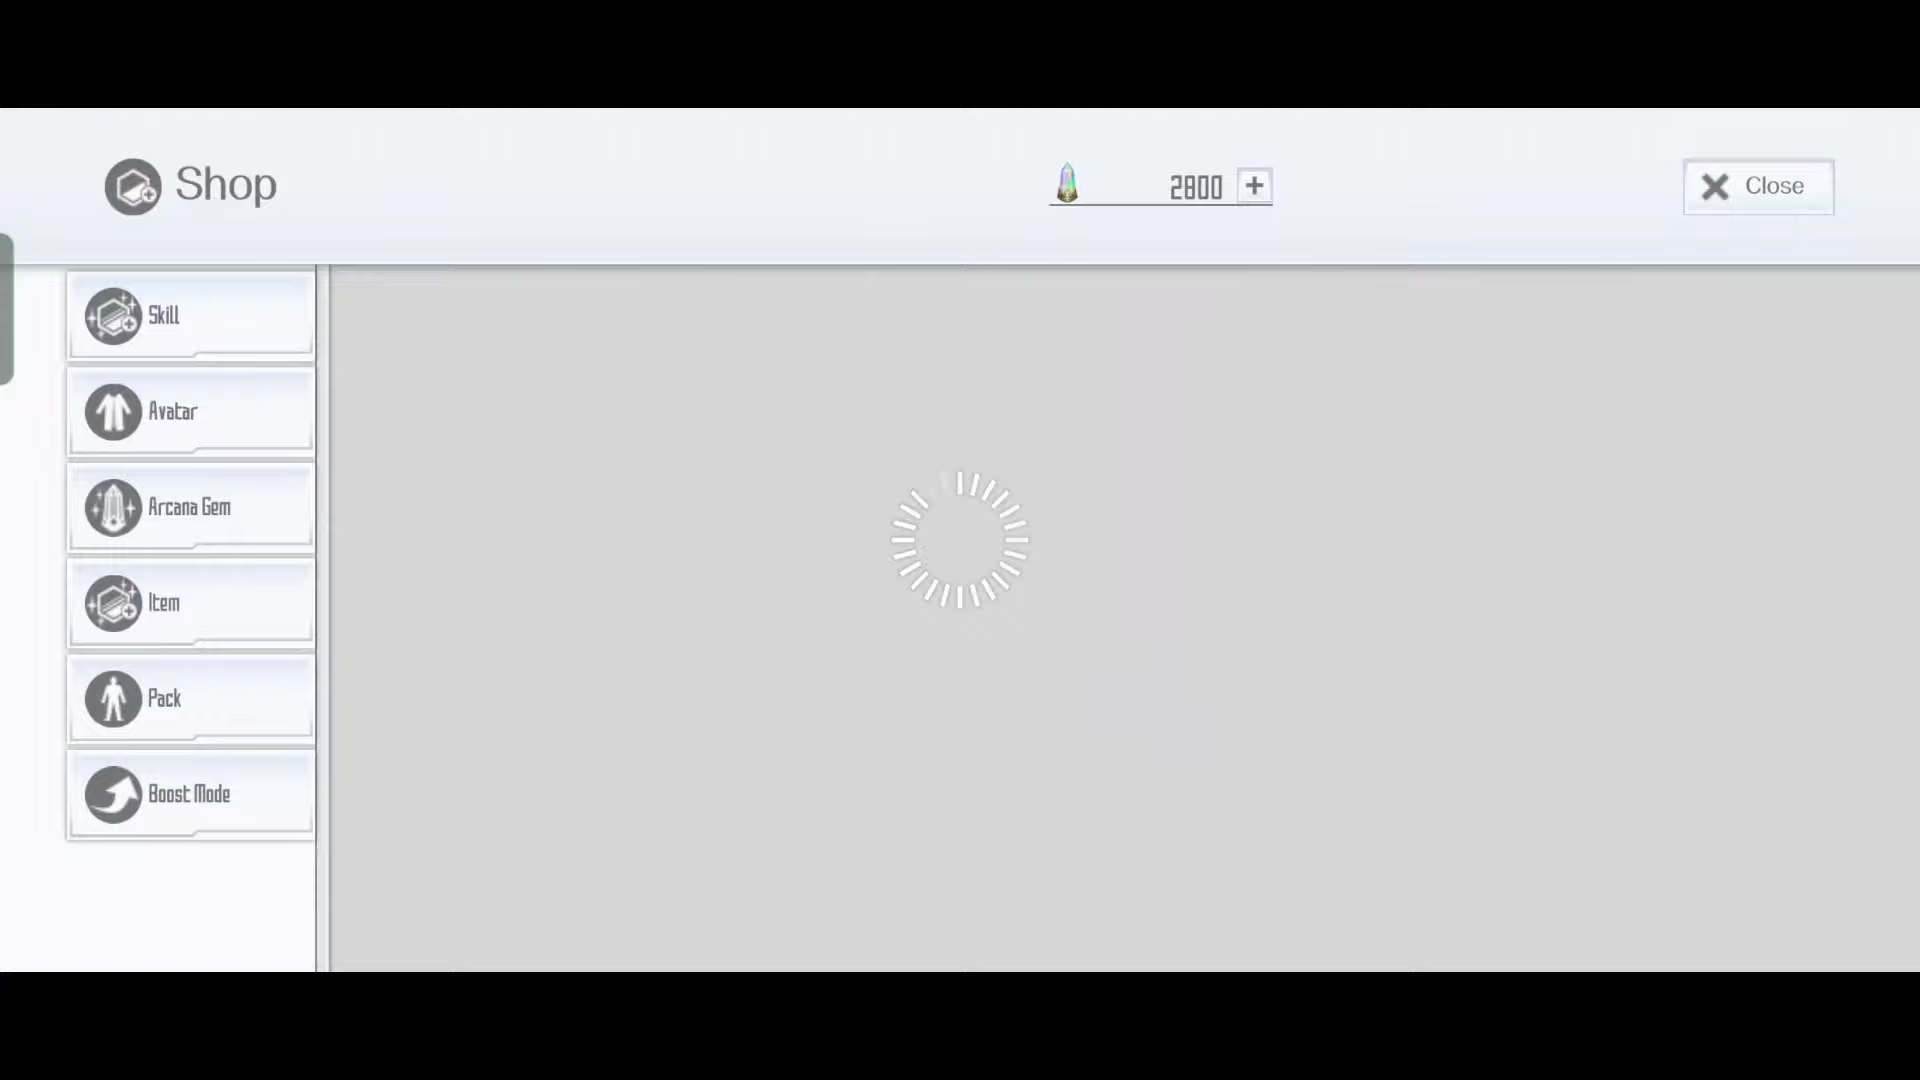 Shop
2800
Close
Skill
Avatar
Arcana Gem
Item
Pack
Boost Mode